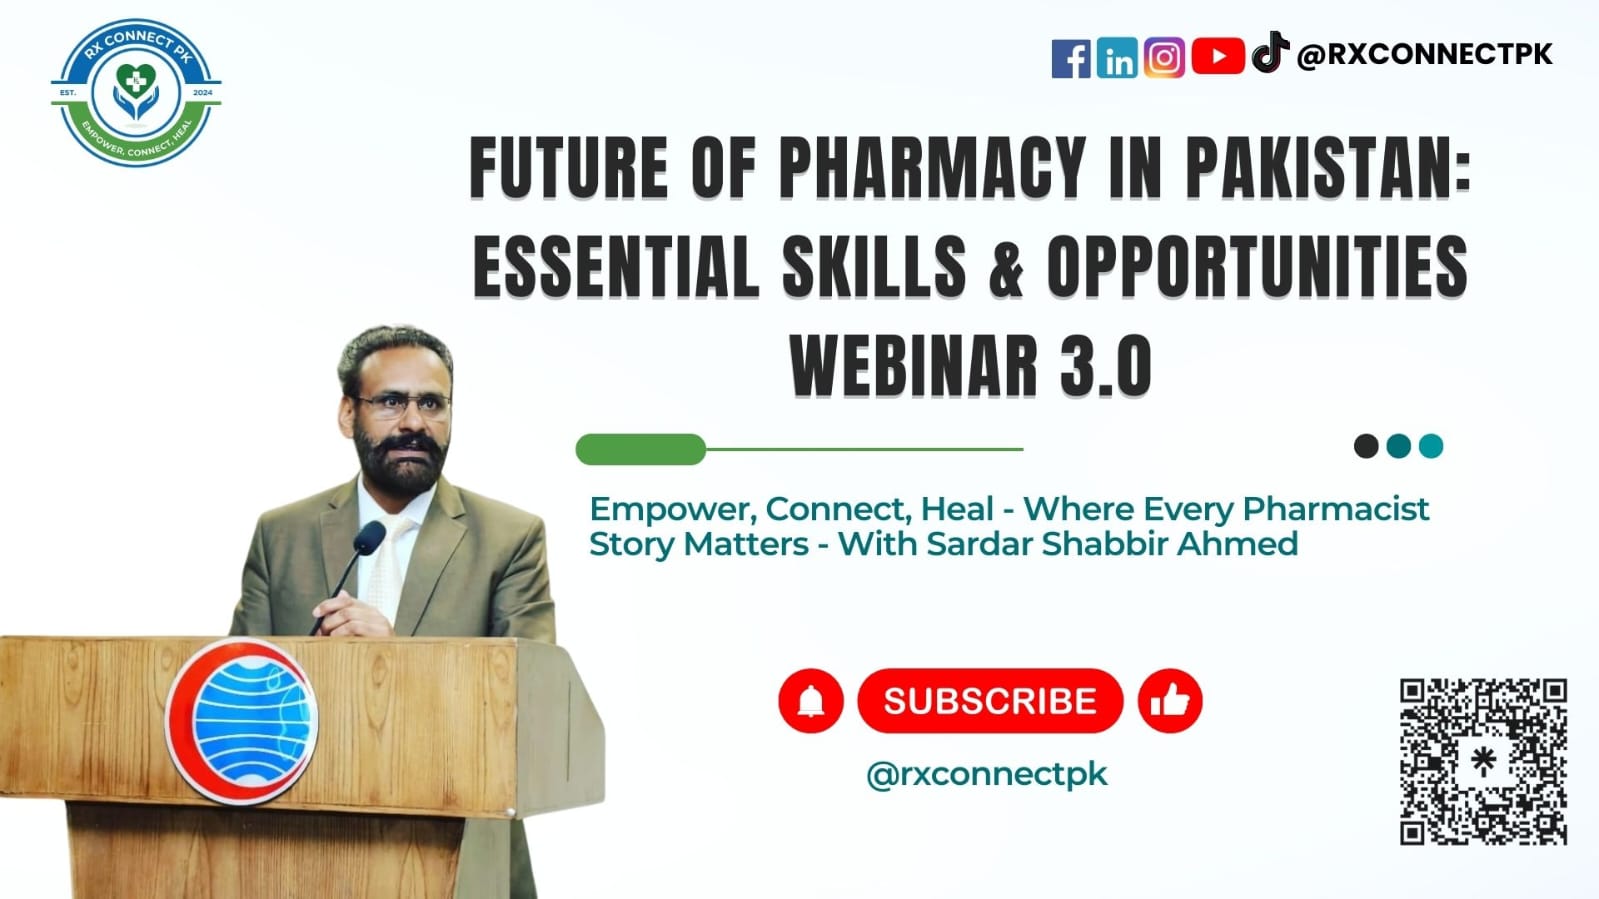 RX CONNECT PK
EST. 2024
EMPOWER, CONNECT, HEAL
@RXCONNECTPK
FUTURE OF PHARMACY IN PAKISTAN:
ESSENTIAL SKILLS & OPPORTUNITIES
WEBINAR 3.0
Empower, Connect, Heal - Where Every Pharmacist
Story Matters - With Sardar Shabbir Ahmed
SUBSCRIBE
@rxconnectpk